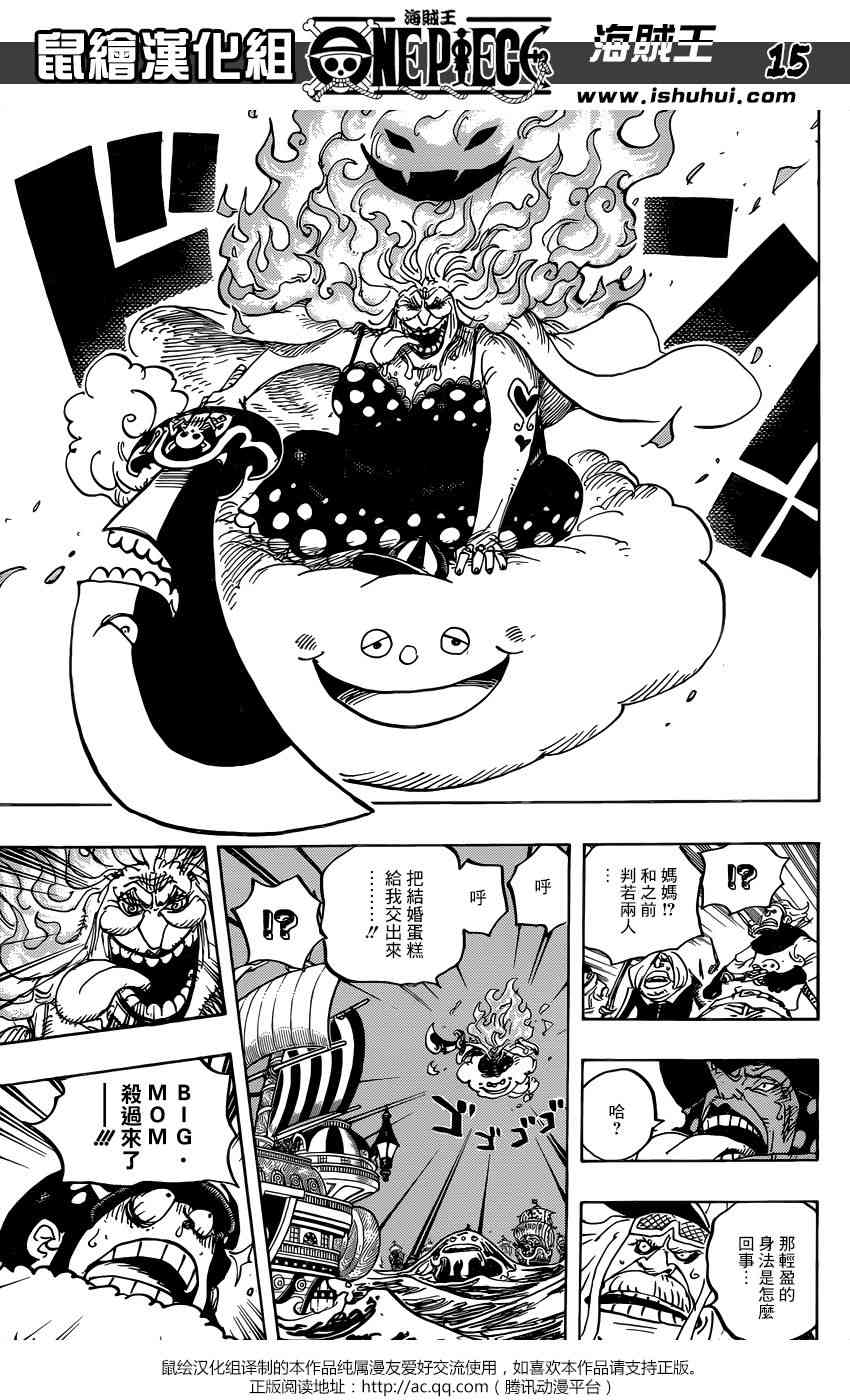 鼠繪漢化組
海賊王
ONE PIECE
海賊王
15
www.ishuhui.com
!?
媽媽!?
和之前
判若兩人
…
哈?
那輕盈的
身法是怎麼
回事…
呼
呼
把結婚蛋糕
給我交出來
………!!
!?
ゴゴゴゴ
BIG・
MOM
殺過來了
——!!!
鼠绘汉化组译制的本作品纯属漫友爱好交流使用，如喜欢本作品请支持正版。
正版阅读地址：http://ac.qq.com（腾讯动漫平台）